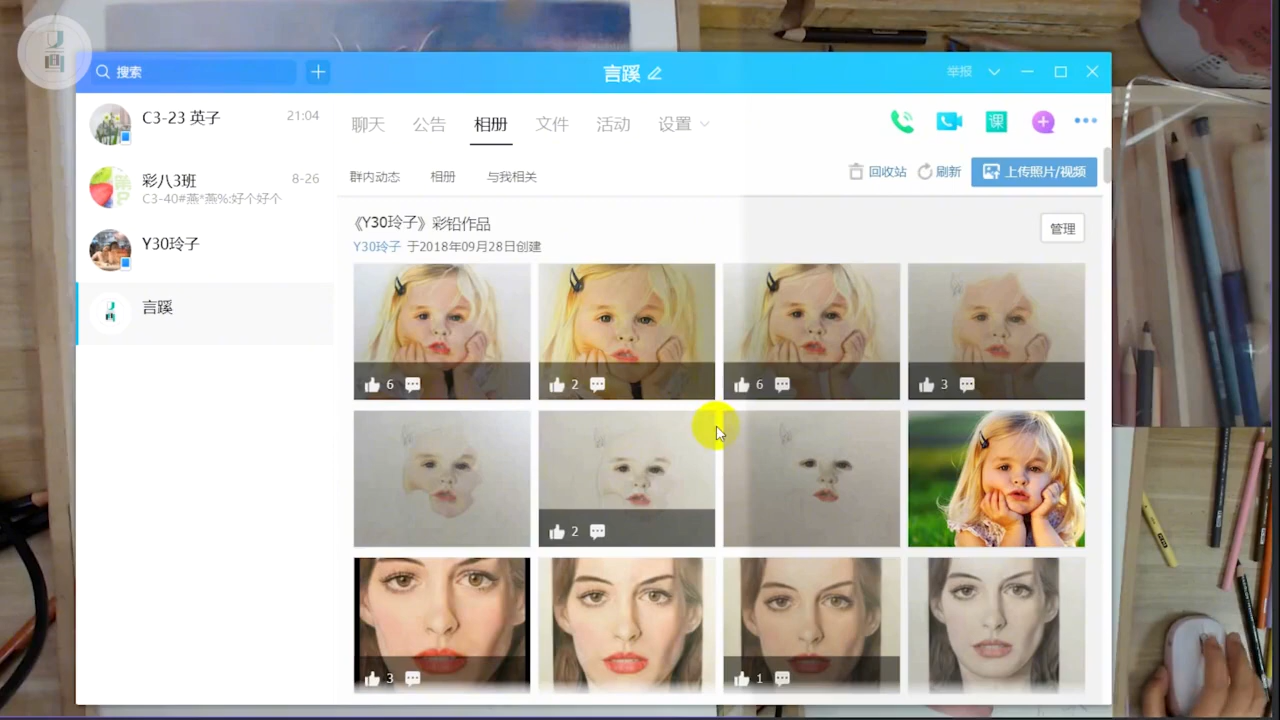 搜索
言蹊
举报
C3-23 英子
21:04
彩八3班
8-26
C3-40#燕*燕%:好个好个
Y30玲子
言蹊
聊天 公告 相册 文件 活动 设置
课
群内动态 相册 与我相关
回收站 刷新 上传照片/视频
《Y30玲子》彩铅作品
管理
Y30玲子 于2018年09月28日创建
6 2 6 3
2
3 1